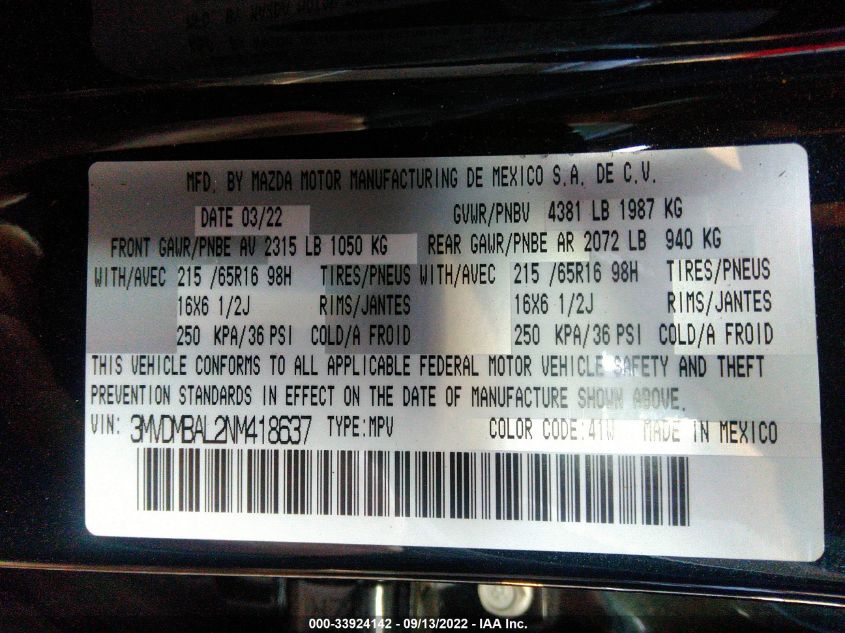 MFD. BY MAZDA MOTOR MANUFACTURING DE MEXICO S.A. DE C.V.
DATE 03/22 GVWR/PNBV 4381 LB 1987 KG
FRONT GAWR/PNBE AV 2315 LB 1050 KG REAR GAWR/PNBE AR 2072 LB 940 KG
WITH/AVEC 215 /65R16 98H TIRES/PNEUS WITH/AVEC 215 /65R16 98H TIRES/PNEUS
16X6 1/2J RIMS/JANTES 16X6 1/2J RIMS/JANTES
250 KPA/36 PSI COLD/A FROID 250 KPA/36 PSI COLD/A FROID
THIS VEHICLE CONFORMS TO ALL APPLICABLE FEDERAL MOTOR VEHICLE SAFETY AND THEFT
PREVENTION STANDARDS IN EFFECT ON THE DATE OF MANUFACTURE SHOWN ABOVE.
VIN: 3MVDMBAL2NM418637 TYPE:MPV COLOR CODE:41W MADE IN MEXICO
000-33924142 - 09/13/2022 - IAA Inc.